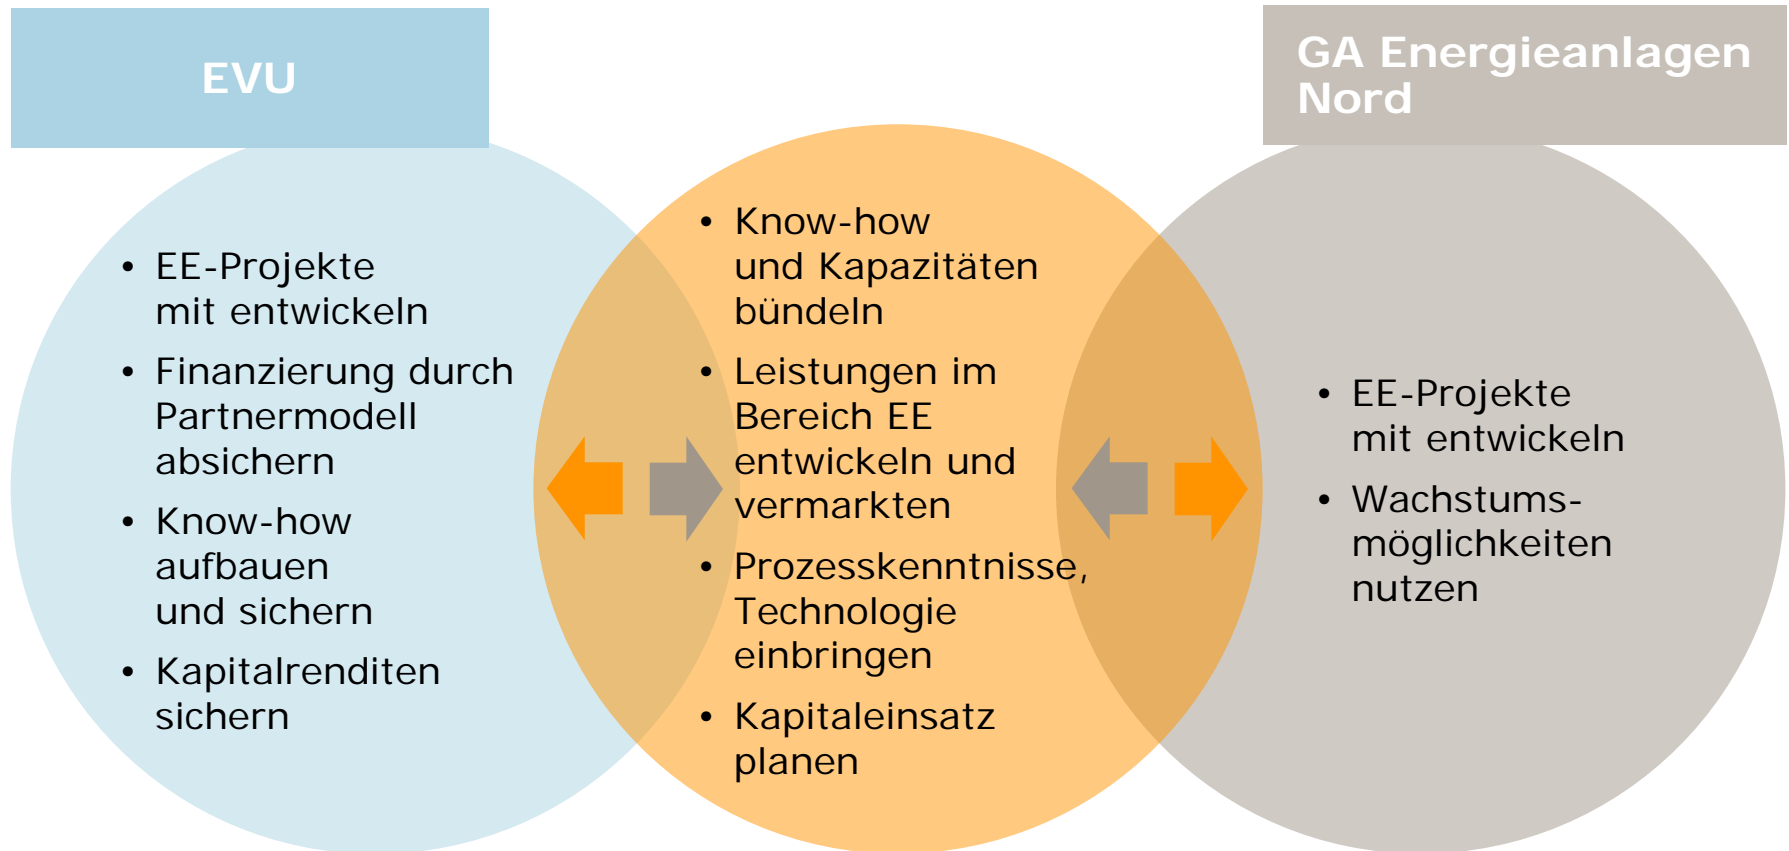 EVU
GA Energieanlagen
Nord
• EE-Projekte
mit entwickeln
• Finanzierung durch
Partnermodell
absichern
• Know-how
aufbauen
und sichern
• Kapitalrenditen
sichern
• Know-how
und Kapazitäten
bündeln
• Leistungen im
Bereich EE
entwickeln und
vermarkten
• Prozesskenntnisse,
Technologie
einbringen
• Kapitaleinsatz
planen
• EE-Projekte
mit entwickeln
• Wachstums-
möglichkeiten
nutzen